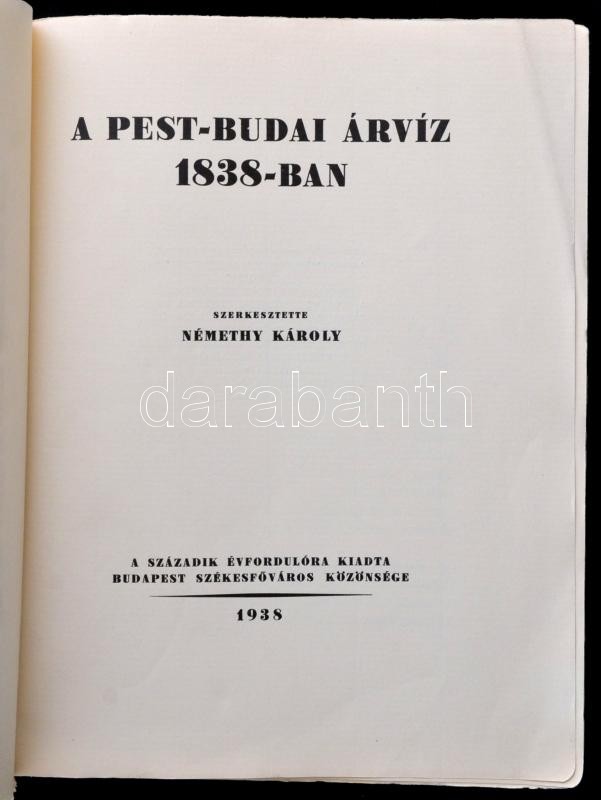 A PEST-BUDAI ÁRVÍZ
1838-BAN
SZERKESZTETTE
NÉMETHY KÁROLY
darabanth
A SZÁZADIK ÉVFORDULÓRA KIADTA
BUDAPEST SZÉKESFŐVÁROS KÖZÖNSÉGE
1938